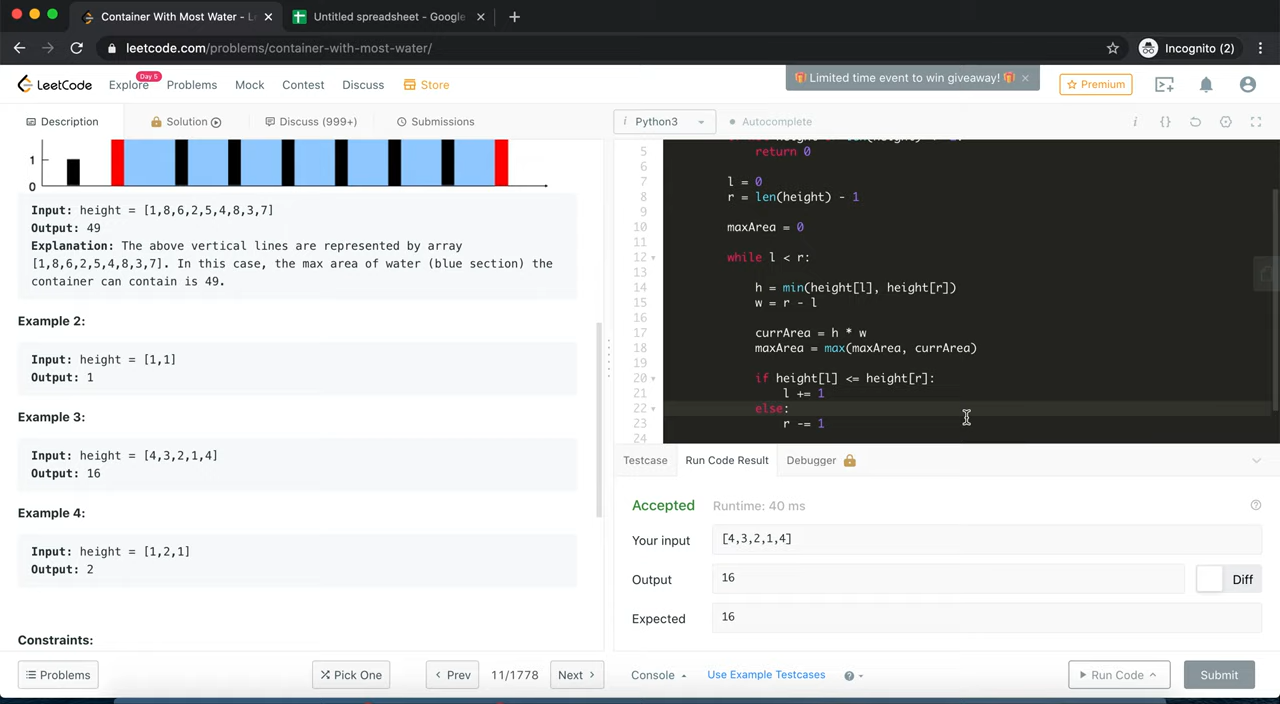 Container With Most Water - L
Untitled spreadsheet - Google
leetcode.com/problems/container-with-most-water/
Incognito (2)
LeetCode
Explore
Day 5
Problems
Mock
Contest
Discuss
Store
🎁 Limited time event to win giveaway! 🎁 ×
Premium
Description
Solution
Discuss (999+)
Submissions
i Python3
Autocomplete
1
0
Input: height = [1,8,6,2,5,4,8,3,7]
Output: 49
Explanation: The above vertical lines are represented by array
[1,8,6,2,5,4,8,3,7]. In this case, the max area of water (blue section) the
container can contain is 49.
Example 2:
Input: height = [1,1]
Output: 1
Example 3:
Input: height = [4,3,2,1,4]
Output: 16
Example 4:
Input: height = [1,2,1]
Output: 2
Constraints:
5 return 0
6
7 l = 0
8 r = len(height) - 1
9
10 maxArea = 0
11
12 while l < r:
13
14 h = min(height[l], height[r])
15 w = r - l
16
17 currArea = h * w
18 maxArea = max(maxArea, currArea)
19
20 if height[l] <= height[r]:
21 l += 1
22 else:
23 r -= 1
24
Testcase
Run Code Result
Debugger
Accepted
Runtime: 40 ms
Your input
[4,3,2,1,4]
Output
16
Diff
Expected
16
Problems
Pick One
Prev
11/1778
Next
Console
Use Example Testcases
Run Code
Submit